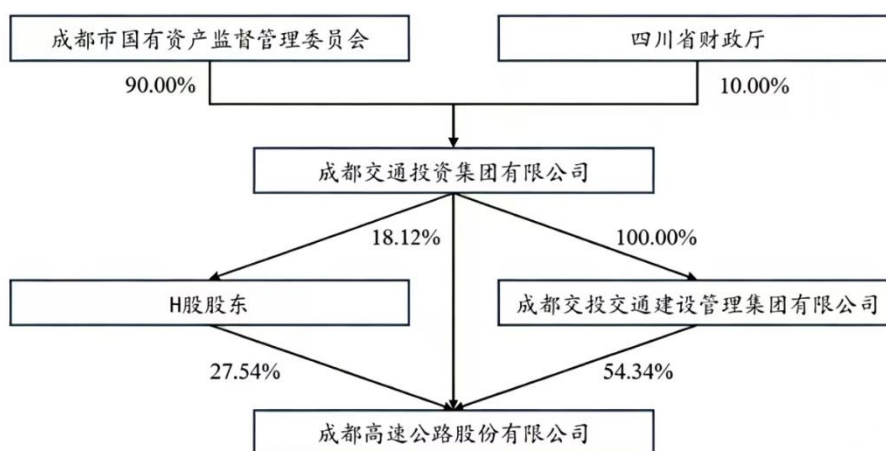 成都市国有资产监督管理委员会
四川省财政厅
90.00%
10.00%
成都交通投资集团有限公司
18.12%
100.00%
H股股东
成都交投交通建设管理集团有限公司
27.54%
54.34%
成都高速公路股份有限公司